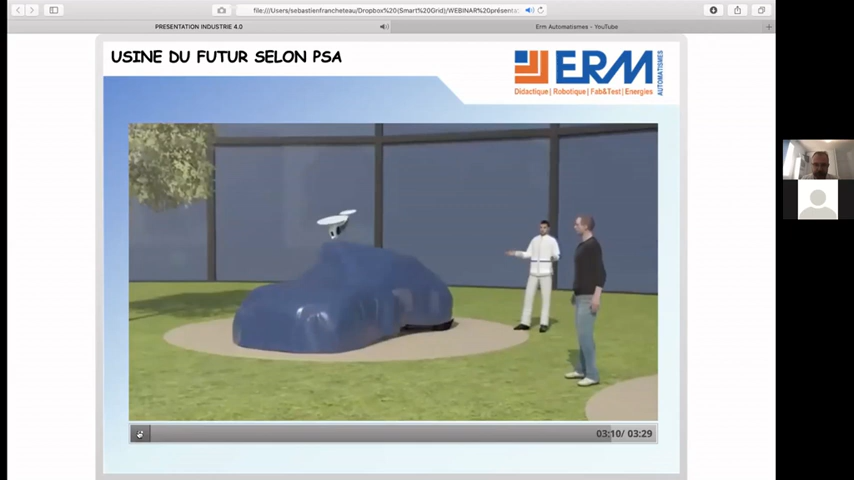 file:///Users/sebastienfrancheteau/Dropbox%20(Smart%20Grid)/WEBINAR%20présenta
PRESENTATION INDUSTRIE 4.0
Erm Automatismes - YouTube
USINE DU FUTUR SELON PSA
ERM
AUTOMATISMES
Didactique | Robotique | Fab&Test | Energies
03:10/ 03:29